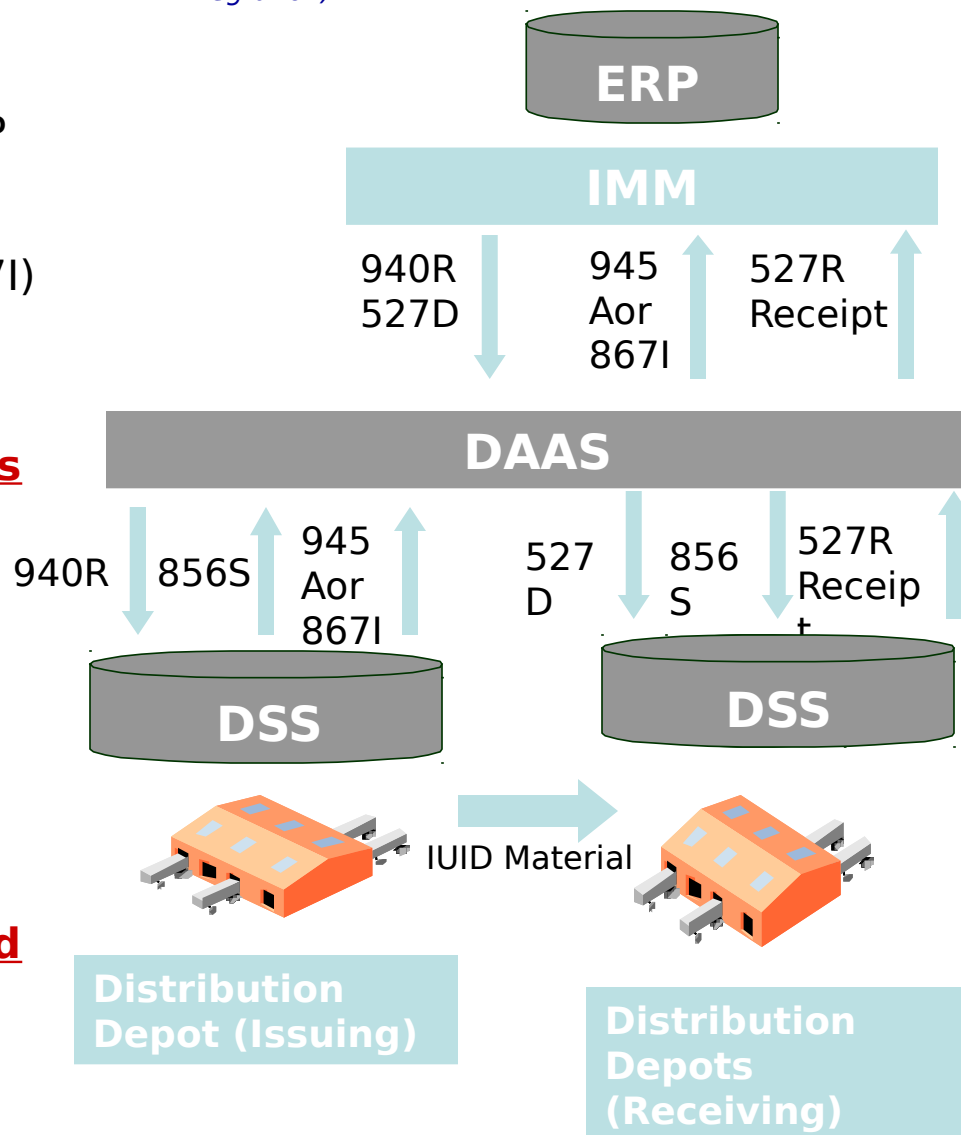 ERP
IMM
/I)
940R
527D
945
Aor
867I
527R
Receipt
DAAS
s
940R
856S
945
Aor
867I
527
D
856
S
527R
Receip
t
DSS
DSS
IUID Material
d
Distribution
Depot (Issuing)
Distribution
Depots
(Receiving)